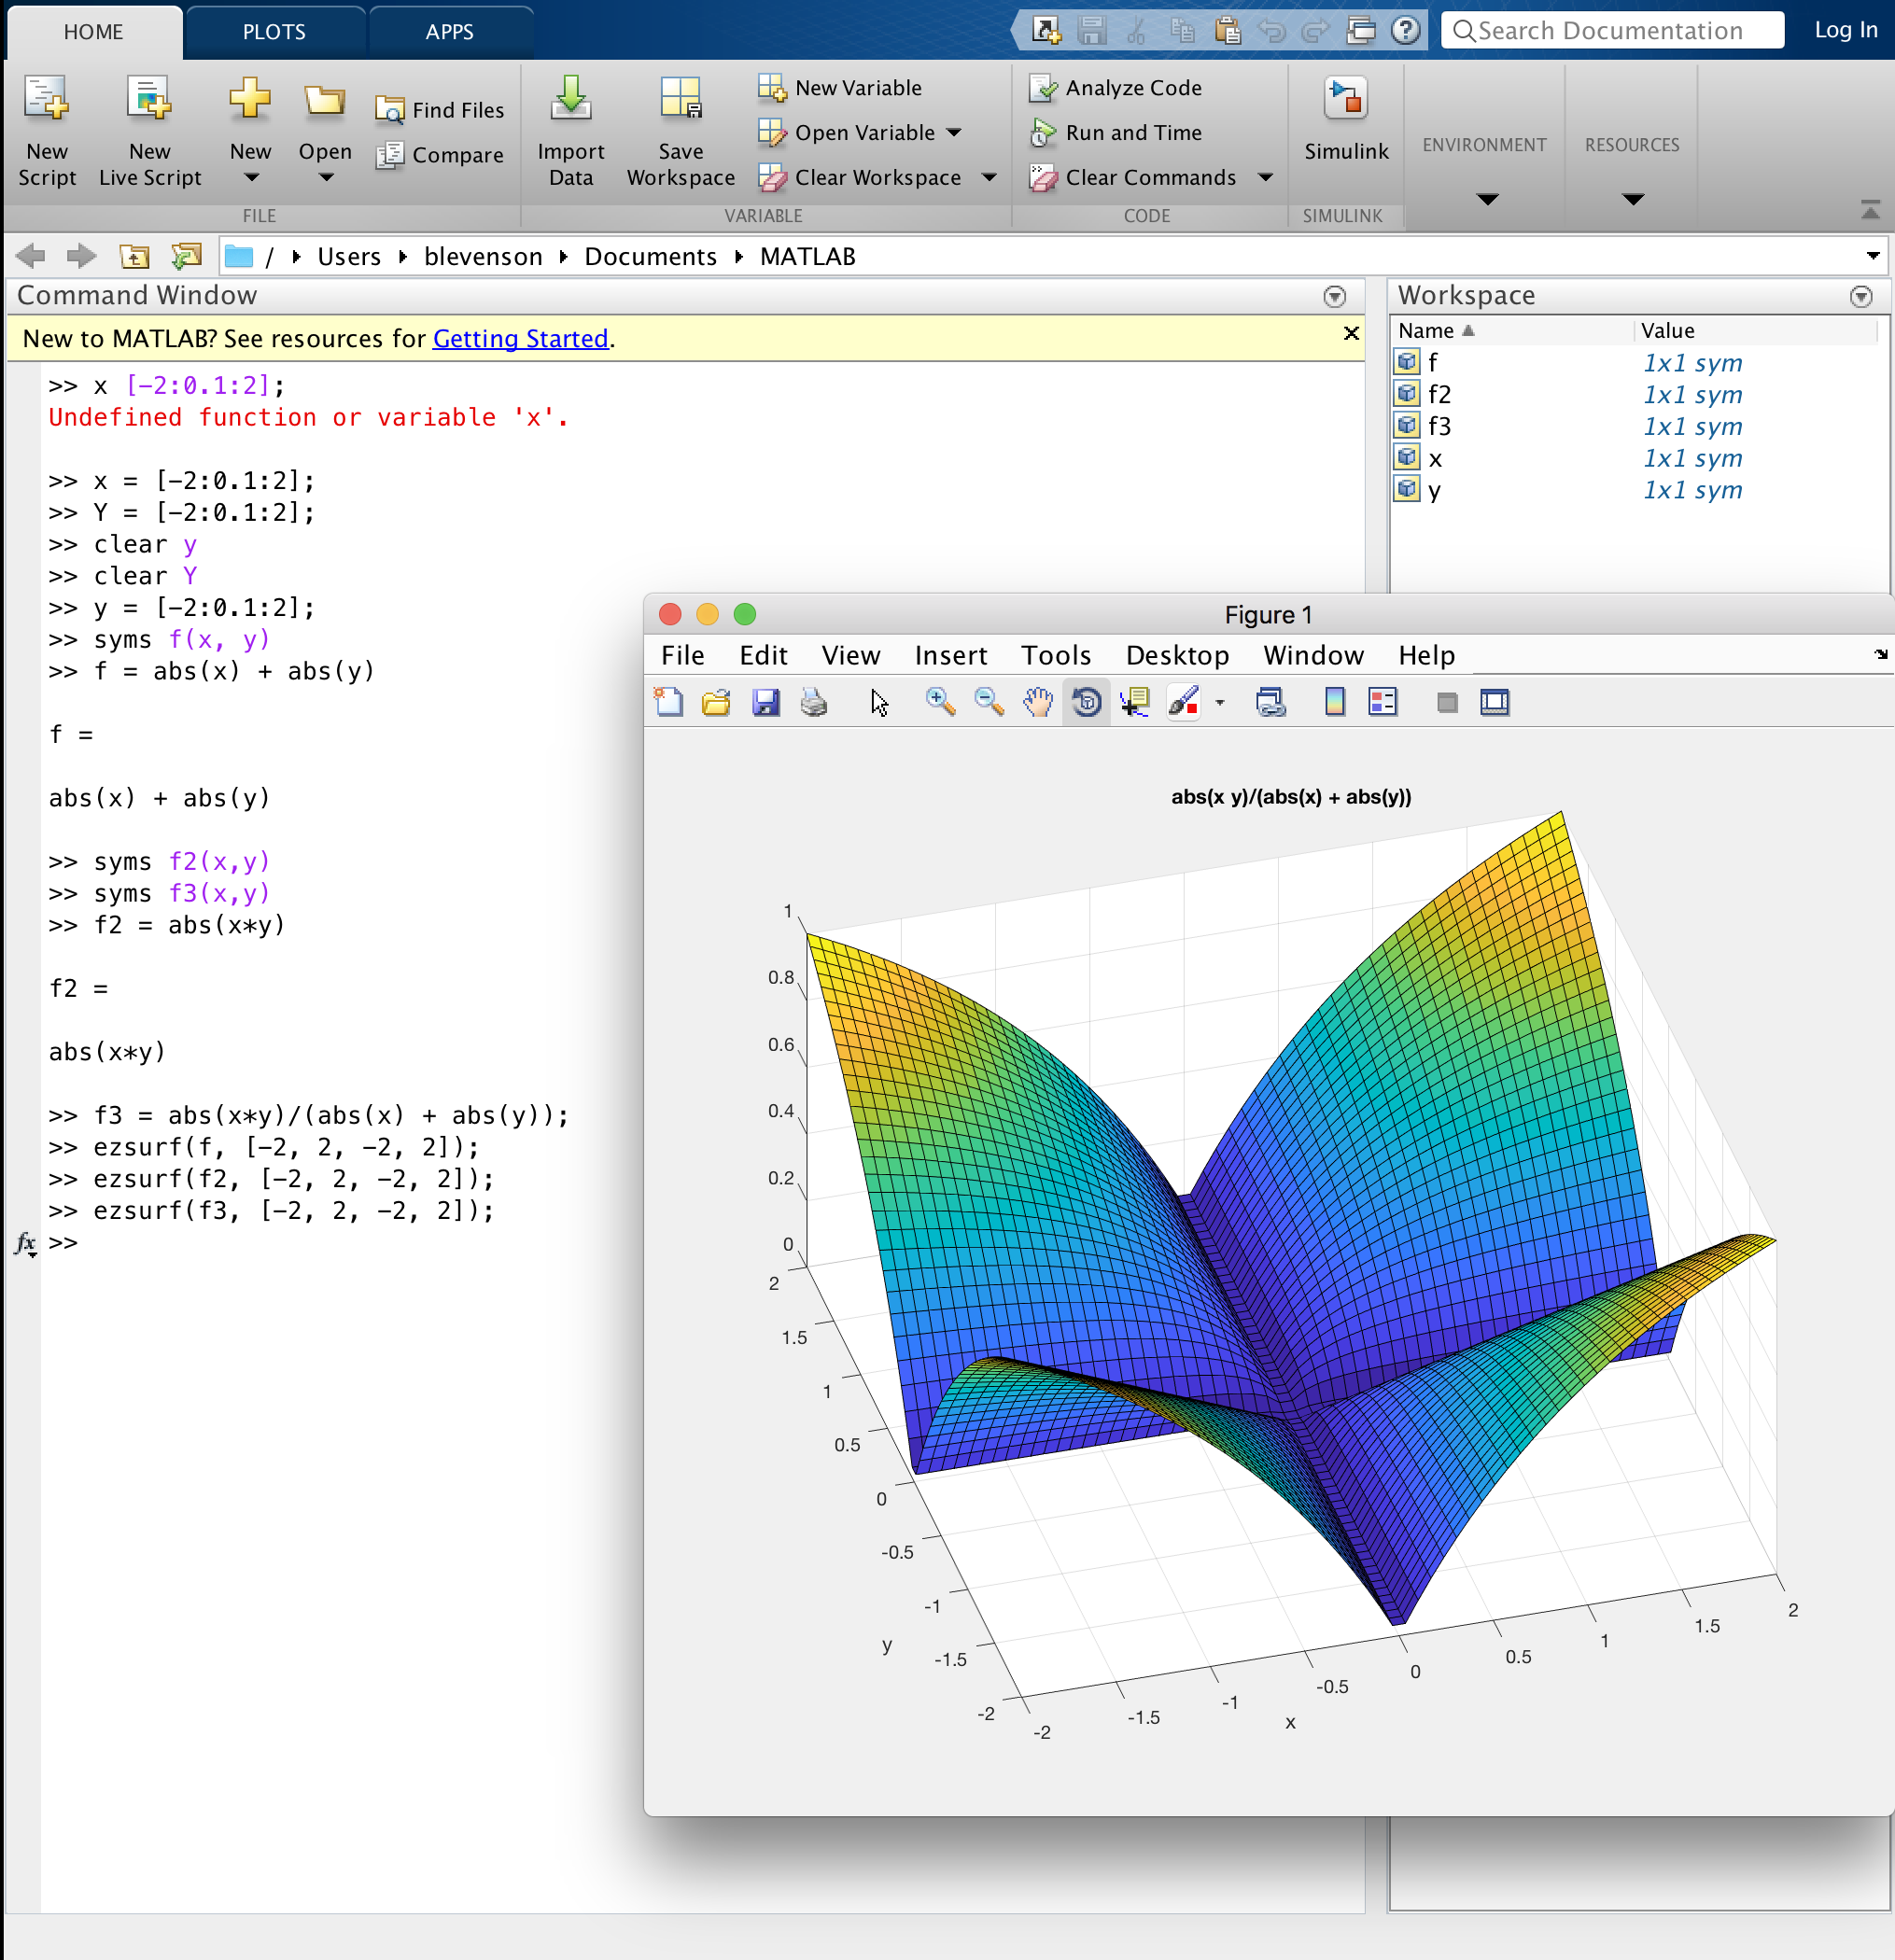 HOME PLOTS APPS Search Documentation Log In
New Script
New Live Script
New
Open
Find Files
Compare
Import Data
Save Workspace
New Variable
Open Variable
Clear Workspace
Analyze Code
Run and Time
Clear Commands
Simulink
ENVIRONMENT
RESOURCES
FILE VARIABLE CODE SIMULINK
/ Users blevenson Documents MATLAB
Command Window
New to MATLAB? See resources for Getting Started.
>> x [-2:0.1:2];
Undefined function or variable 'x'.
>> x = [-2:0.1:2];
>> Y = [-2:0.1:2];
>> clear y
>> clear Y
>> y = [-2:0.1:2];
>> syms f(x, y)
>> f = abs(x) + abs(y)
f =
abs(x) + abs(y)
>> syms f2(x,y)
>> syms f3(x,y)
>> f2 = abs(x*y)
f2 =
abs(x*y)
>> f3 = abs(x*y)/(abs(x) + abs(y));
>> ezsurf(f, [-2, 2, -2, 2]);
>> ezsurf(f2, [-2, 2, -2, 2]);
>> ezsurf(f3, [-2, 2, -2, 2]);
fx >>
Workspace
Name Value
f 1x1 sym
f2 1x1 sym
f3 1x1 sym
x 1x1 sym
y 1x1 sym
Figure 1
File Edit View Insert Tools Desktop Window Help
abs(x y)/(abs(x) + abs(y))
1
0.8
0.6
0.4
0.2
0
2
1.5
1
0.5
0
-0.5
-1
-1.5
-2
y
-2
-1.5
-1
-0.5
0
0.5
1
1.5
2
x